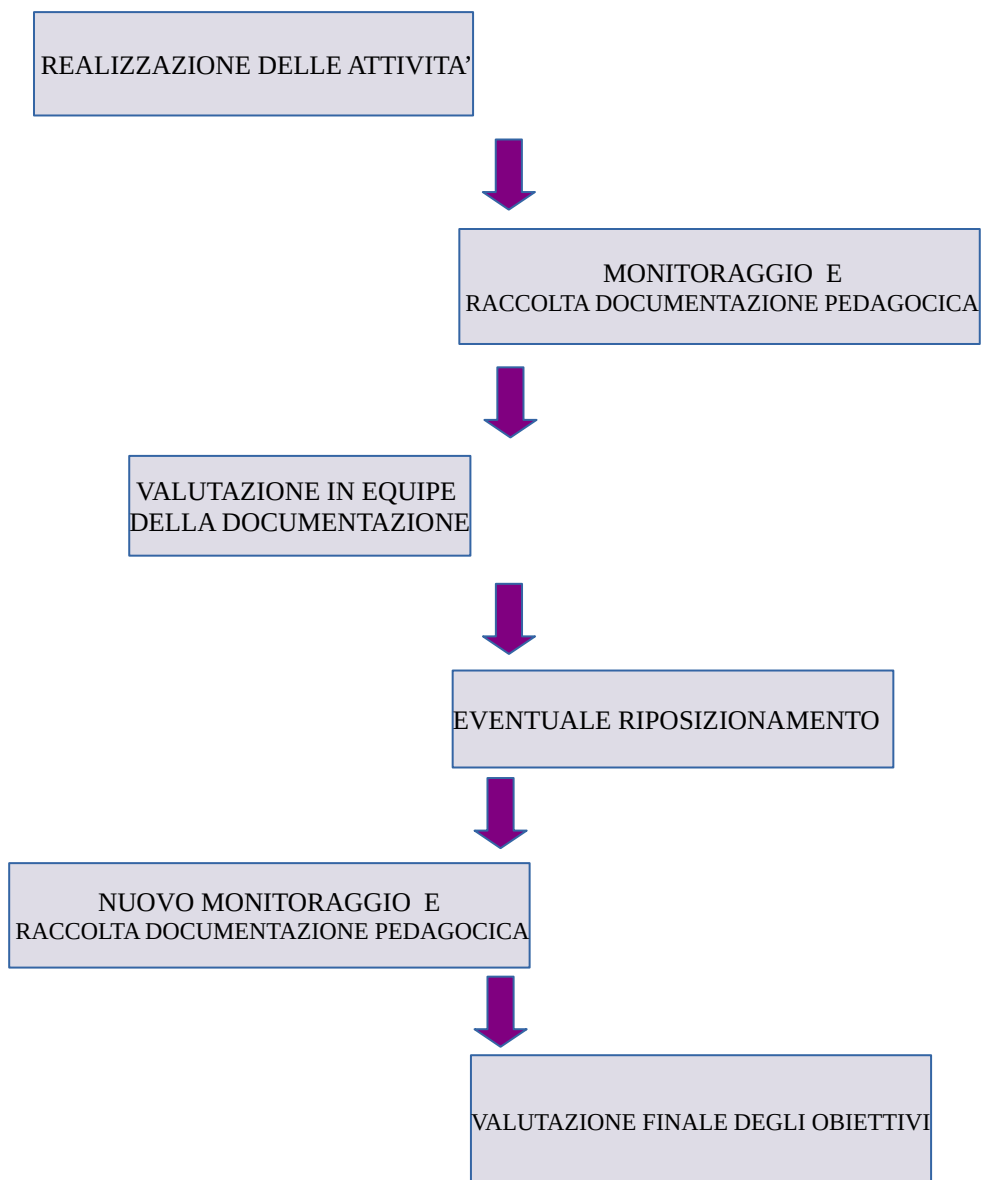 REALIZZAZIONE DELLE ATTIVITA’
MONITORAGGIO E
RACCOLTA DOCUMENTAZIONE PEDAGOCICA
VALUTAZIONE IN EQUIPE
DELLA DOCUMENTAZIONE
EVENTUALE RIPOSIZIONAMENTO
NUOVO MONITORAGGIO E
RACCOLTA DOCUMENTAZIONE PEDAGOCICA
VALUTAZIONE FINALE DEGLI OBIETTIVI